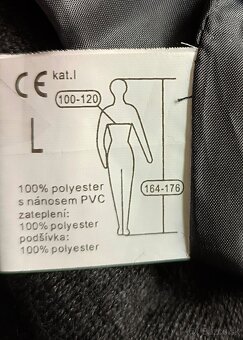 CE kat.I
100-120
L
164-176
100% polyester
s nánosem PVC
zateplení:
100% polyester
podšívka:
100% polyester